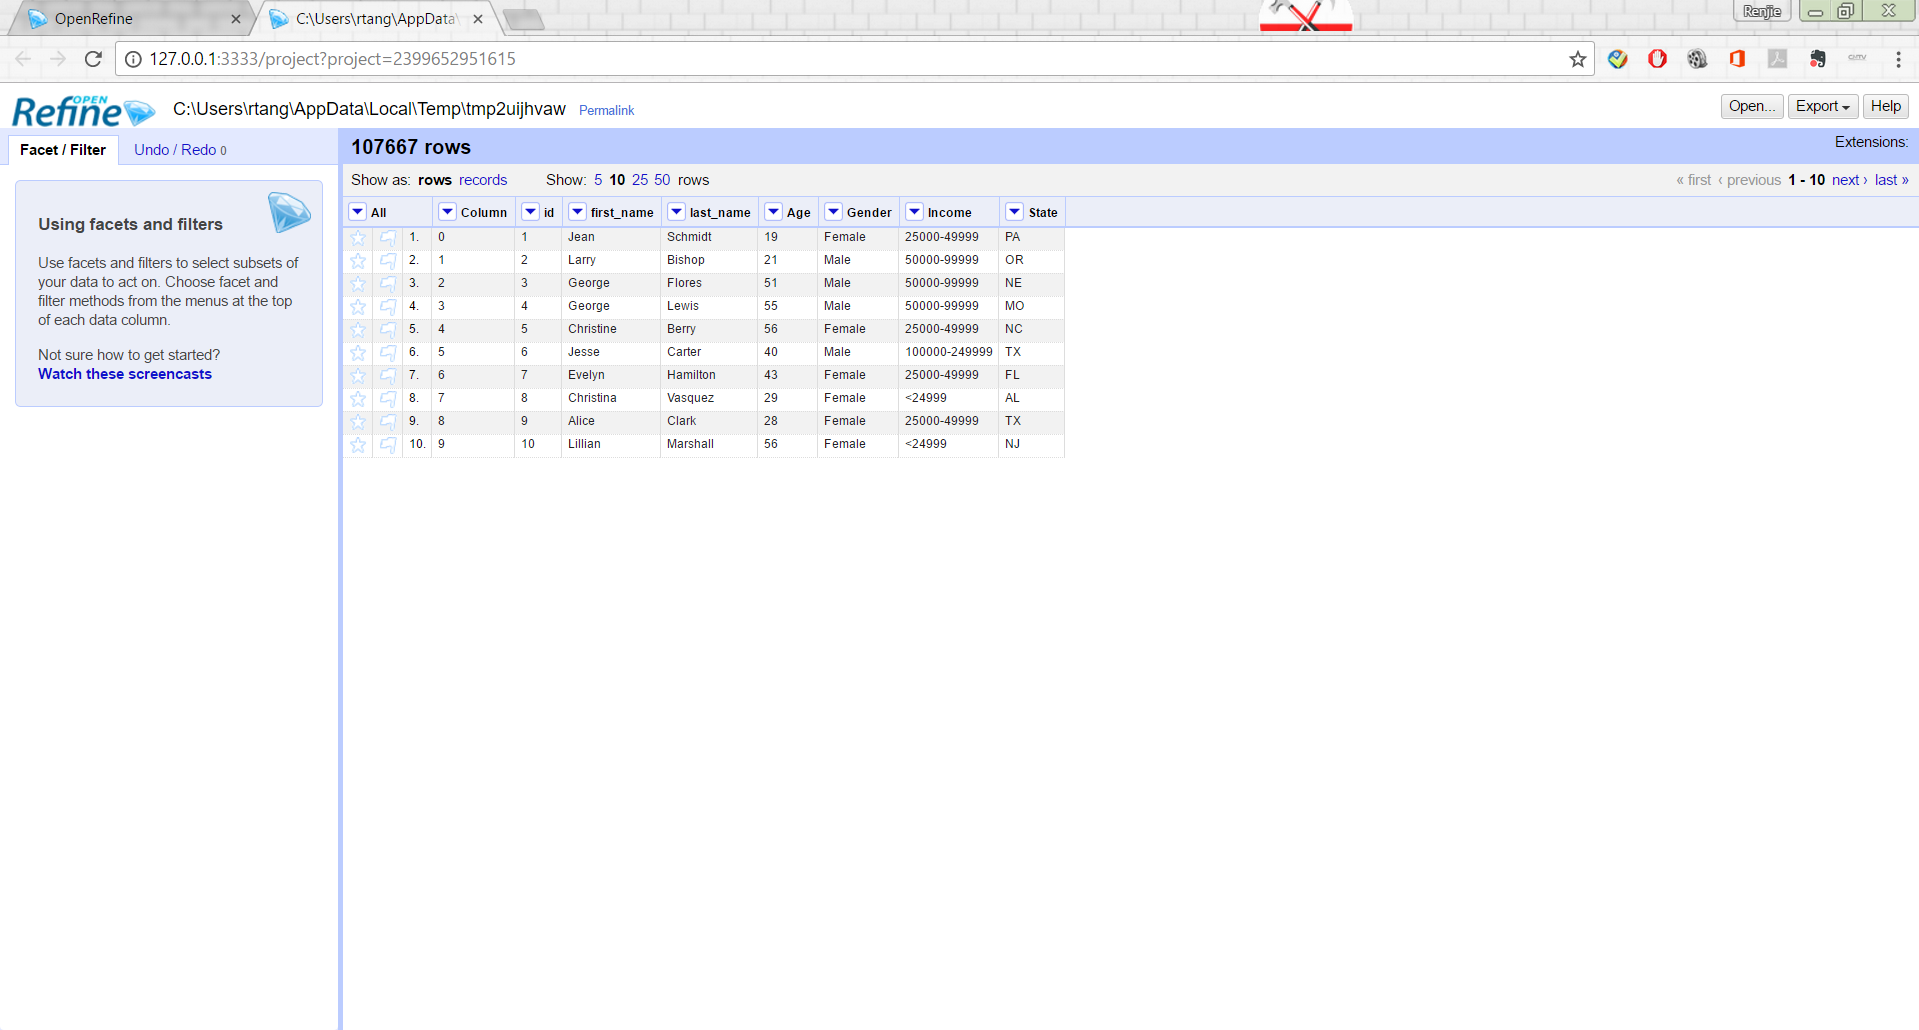 OpenRefine
C:\Users\rtang\AppData\
Renjie
127.0.0.1:3333/project?project=2399652951615
OPEN
Refine
C:\Users\rtang\AppData\Local\Temp\tmp2uijhvaw Permalink
Open... Export Help
Facet / Filter Undo / Redo 0
107667 rows
Extensions:
Show as: rows records Show: 5 10 25 50 rows
« first ‹ previous 1 - 10 next › last »
Using facets and filters
Use facets and filters to select subsets of
your data to act on. Choose facet and
filter methods from the menus at the top
of each data column.
Not sure how to get started?
Watch these screencasts
All Column id first_name last_name Age Gender Income State
1. 0 1 Jean Schmidt 19 Female 25000-49999 PA
2. 1 2 Larry Bishop 21 Male 50000-99999 OR
3. 2 3 George Flores 51 Male 50000-99999 NE
4. 3 4 George Lewis 55 Male 50000-99999 MO
5. 4 5 Christine Berry 56 Female 25000-49999 NC
6. 5 6 Jesse Carter 40 Male 100000-249999 TX
7. 6 7 Evelyn Hamilton 43 Female 25000-49999 FL
8. 7 8 Christina Vasquez 29 Female <24999 AL
9. 8 9 Alice Clark 28 Female 25000-49999 TX
10. 9 10 Lillian Marshall 56 Female <24999 NJ